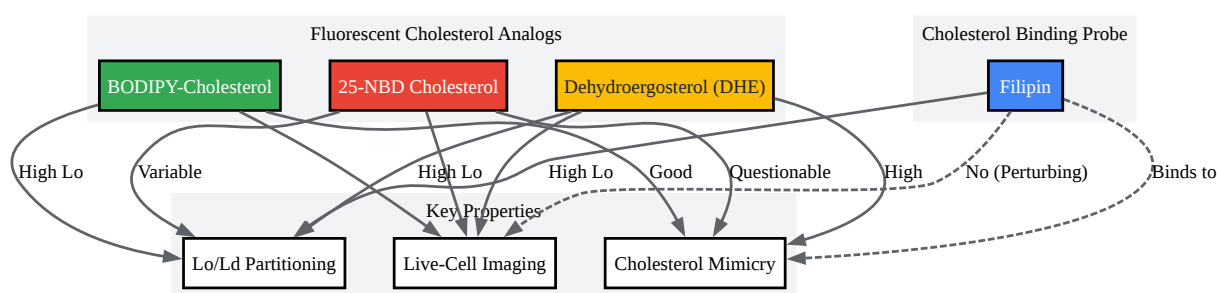 Fluorescent Cholesterol Analogs
Cholesterol Binding Probe
BODIPY-Cholesterol
25-NBD Cholesterol
Dehydroergosterol (DHE)
Filipin
High Lo
Variable
High Lo
High Lo
Good
Questionable
High
No (Perturbing)
Binds to
Key Properties
Lo/Ld Partitioning
Live-Cell Imaging
Cholesterol Mimicry